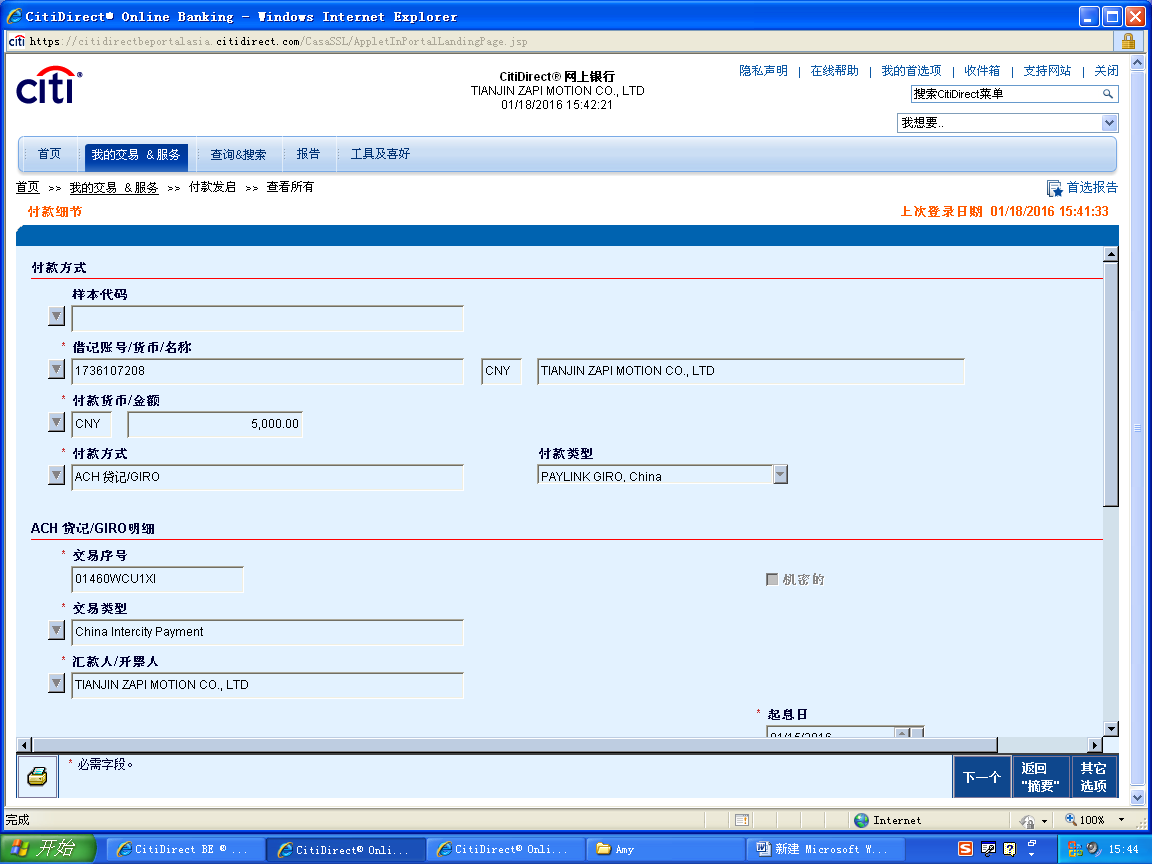 CitiDirect® Online Banking - Windows Internet Explorer
citi https://citidirectbeportalasia.citidirect.com/CasaSSL/AppletInPortalLandingPage.jsp
citi®
CitiDirect® 网上银行
TIANJIN ZAPI MOTION CO., LTD
01/18/2016 15:42:21
隐私声明 | 在线帮助 | 我的首选项 | 收件箱 | 支持网站 | 关闭
搜索CitiDirect菜单
我想要..
首页 我的交易 &服务 查询&搜索 报告 工具及喜好
首页 >> 我的交易 &服务 >> 付款发启 >> 查看所有
首选报告
付款细节
上次登录日期 01/18/2016 15:41:33
付款方式
样本代码
* 借记账号/货币/名称
1736107208 CNY TIANJIN ZAPI MOTION CO., LTD
* 付款货币/金额
CNY 5,000.00
* 付款方式 付款类型
ACH 贷记/GIRO PAYLINK GIRO, China
ACH 贷记/GIRO明细
* 交易序号
01460WCU1XI
机密的
* 交易类型
China Intercity Payment
* 汇款人/开票人
TIANJIN ZAPI MOTION CO., LTD
* 起息日
01/15/2016
* 必需字段。
下一个
返回
"摘要"
其它
选项
完成
Internet
100%
开始
CitiDirect BE ® ...
CitiDirect® Onli...
CitiDirect® Onli...
Amy
新建 Microsoft W...
15:44